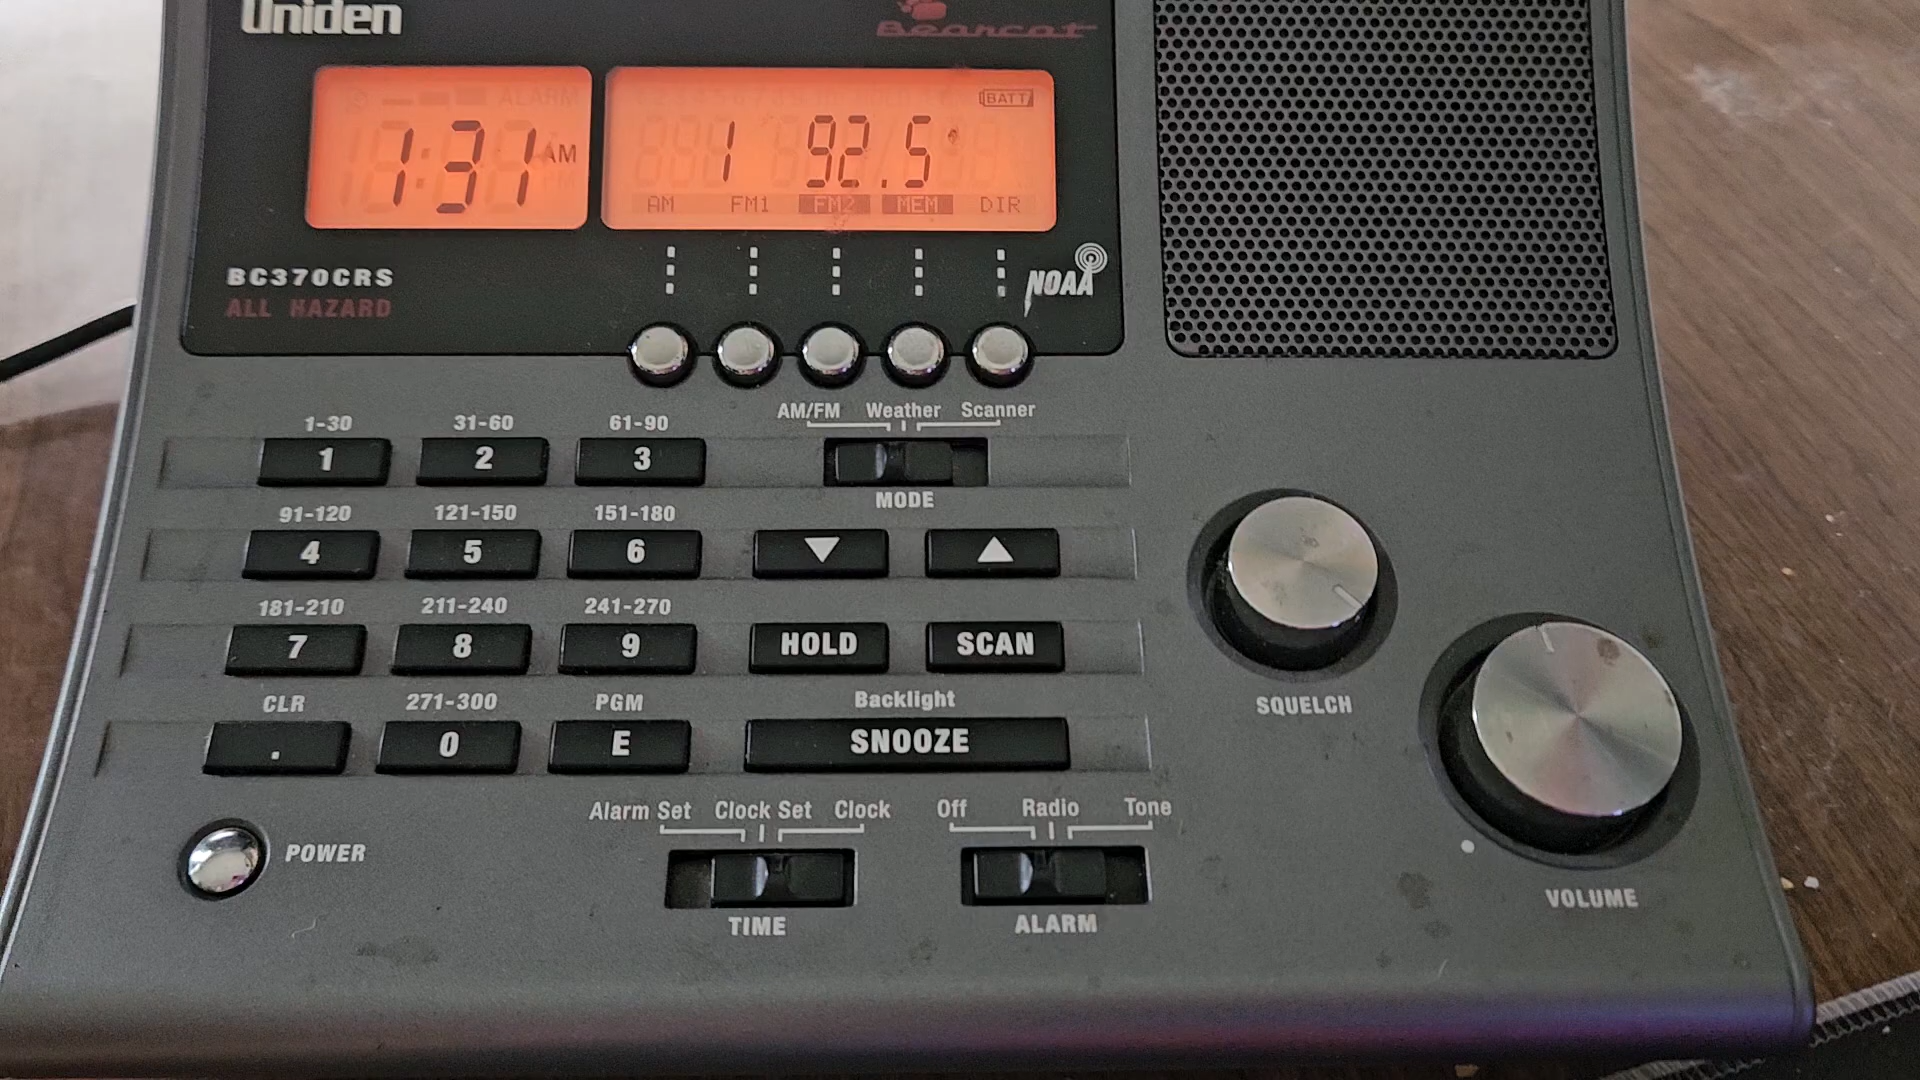 Uniden
Bearcat
1:31 AM
BATT
1 92.5
AM FM1 FM2 MEM DIR
BC370CRS
ALL HAZARD
NOAA
AM/FM Weather Scanner
MODE
1-30 31-60 61-90
1 2 3
91-120 121-150 151-180
4 5 6 ▼ ▲
181-210 211-240 241-270
7 8 9 HOLD SCAN
CLR 271-300 PGM Backlight
. 0 E SNOOZE
SQUELCH
Alarm Set Clock Set Clock
Off Radio Tone
POWER
TIME
ALARM
VOLUME